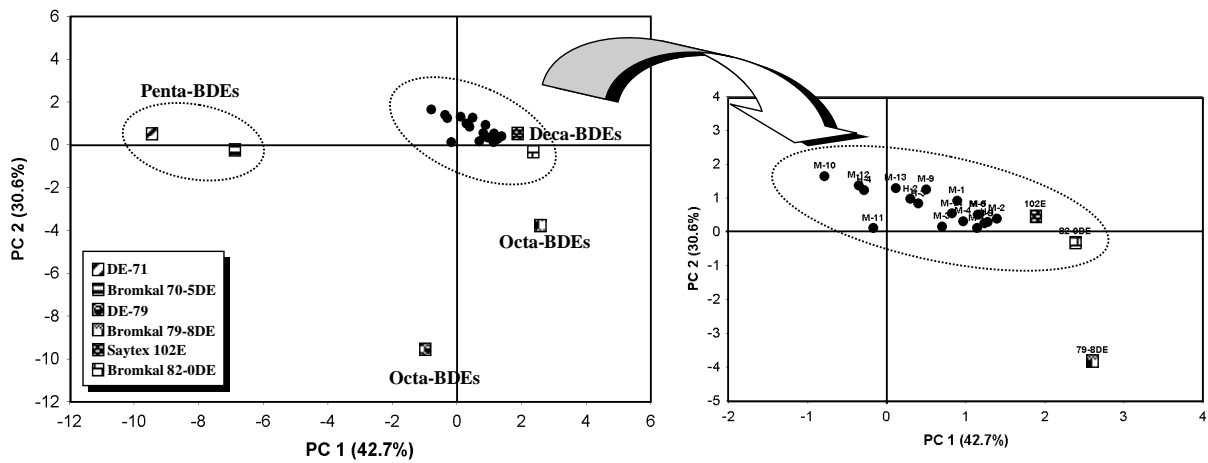 6
4
2
0
-2
-4
-6
-8
-10
-12
PC 2 (30.6%)
Penta-BDEs
Deca-BDEs
Octa-BDEs
Octa-BDEs
DE-71
Bromkal 70-5DE
DE-79
Bromkal 79-8DE
Saytex 102E
Bromkal 82-0DE
-12 -10 -8 -6 -4 -2 0 2 4 6
PC 1 (42.7%)
4
3
2
1
0
-1
-2
-3
-4
-5
PC 2 (30.6%)
M-10
M-12
M-13
M-9
M-1
M-2
M-11
M-3
M-4
H-2
102E
82-0DE
79-8DE
-2 -1 0 1 2 3 4
PC 1 (42.7%)